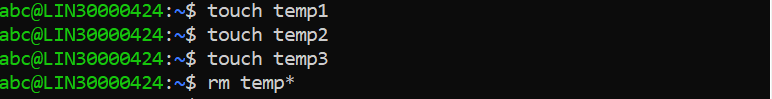 abc@LIN30000424:~$ touch temp1
abc@LIN30000424:~$ touch temp2
abc@LIN30000424:~$ touch temp3
abc@LIN30000424:~$ rm temp*